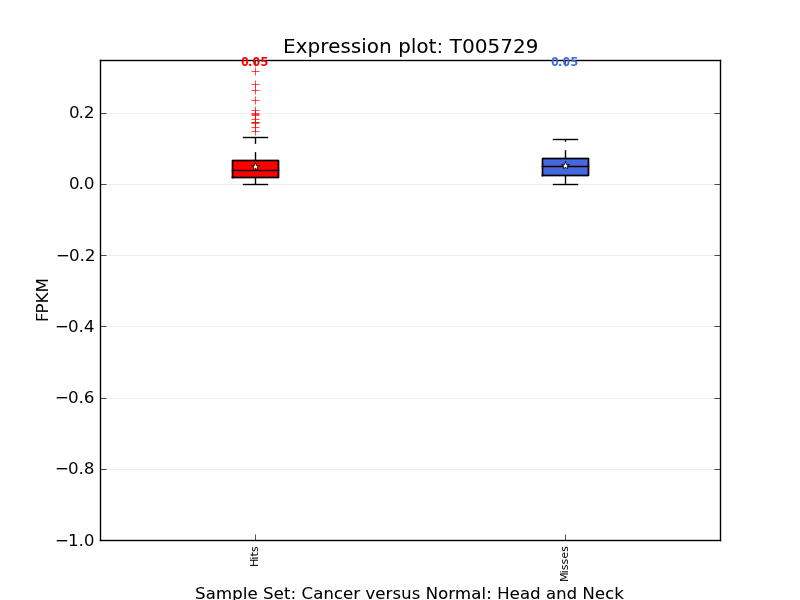 Expression plot: T005729
0.05 0.05
0.2
0.0
−0.2
−0.4
−0.6
−0.8
−1.0
FPKM
Hits
Misses
Sample Set: Cancer versus Normal: Head and Neck